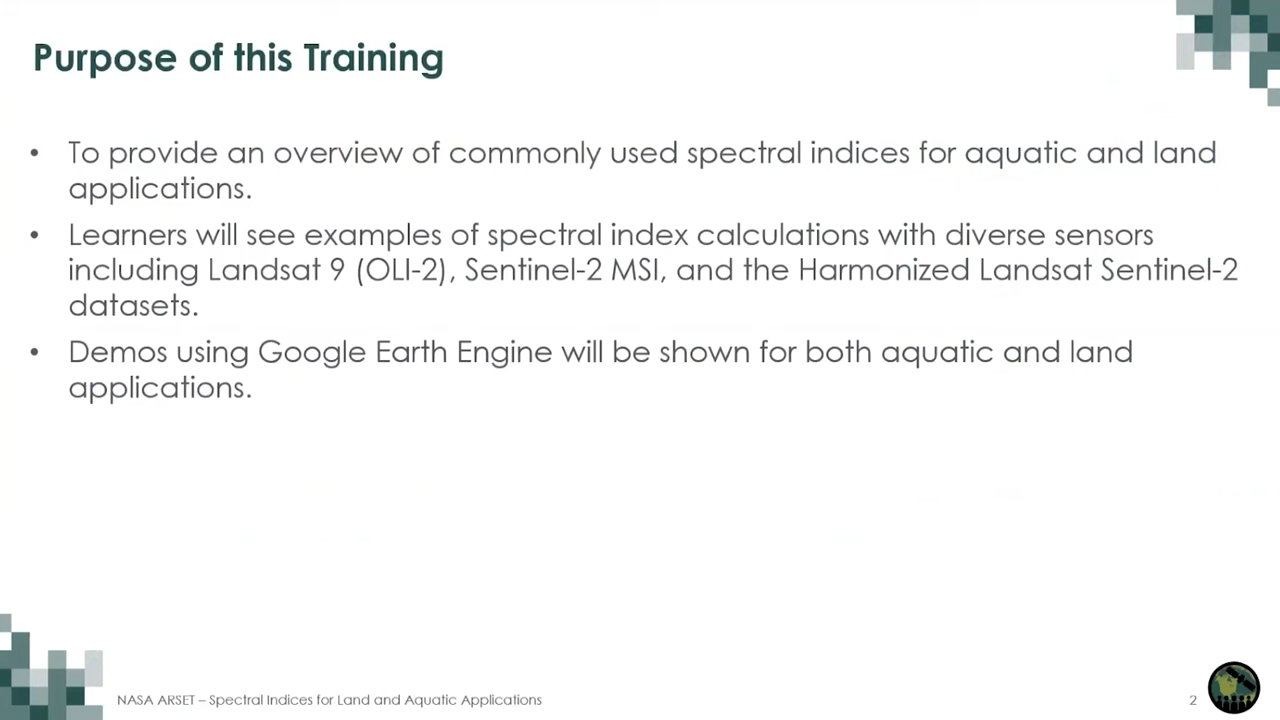 Purpose of this Training
• To provide an overview of commonly used spectral indices for aquatic and land
applications.
• Learners will see examples of spectral index calculations with diverse sensors
including Landsat 9 (OLI-2), Sentinel-2 MSI, and the Harmonized Landsat Sentinel-2
datasets.
• Demos using Google Earth Engine will be shown for both aquatic and land
applications.
NASA ARSET – Spectral Indices for Land and Aquatic Applications
2